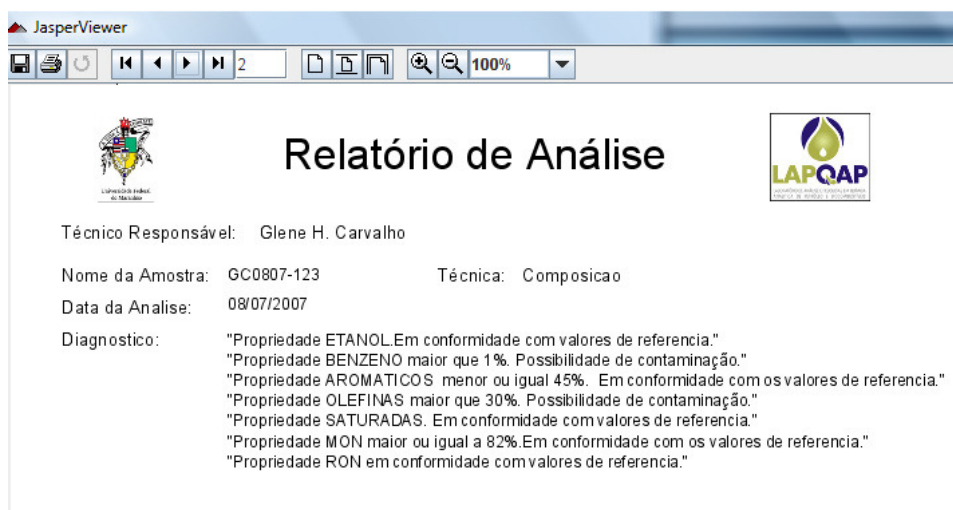 JasperViewer
2
100%
Relatório de Análise
Universidade Federal
do Maranhão
LAPQAP
Técnico Responsável: Glene H. Carvalho
Nome da Amostra: GC0807-123 Técnica: Composicao
Data da Analise: 08/07/2007
Diagnostico: "Propriedade ETANOL.Em conformidade com valores de referencia."
"Propriedade BENZENO maior que 1%. Possibilidade de contaminação."
"Propriedade AROMATICOS menor ou igual 45%. Em conformidade com os valores de referencia."
"Propriedade OLEFINAS maior que 30%. Possibilidade de contaminação."
"Propriedade SATURADAS. Em conformidade com valores de referencia."
"Propriedade MON maior ou igual a 82%.Em conformidade com os valores de referencia."
"Propriedade RON em conformidade com valores de referencia."